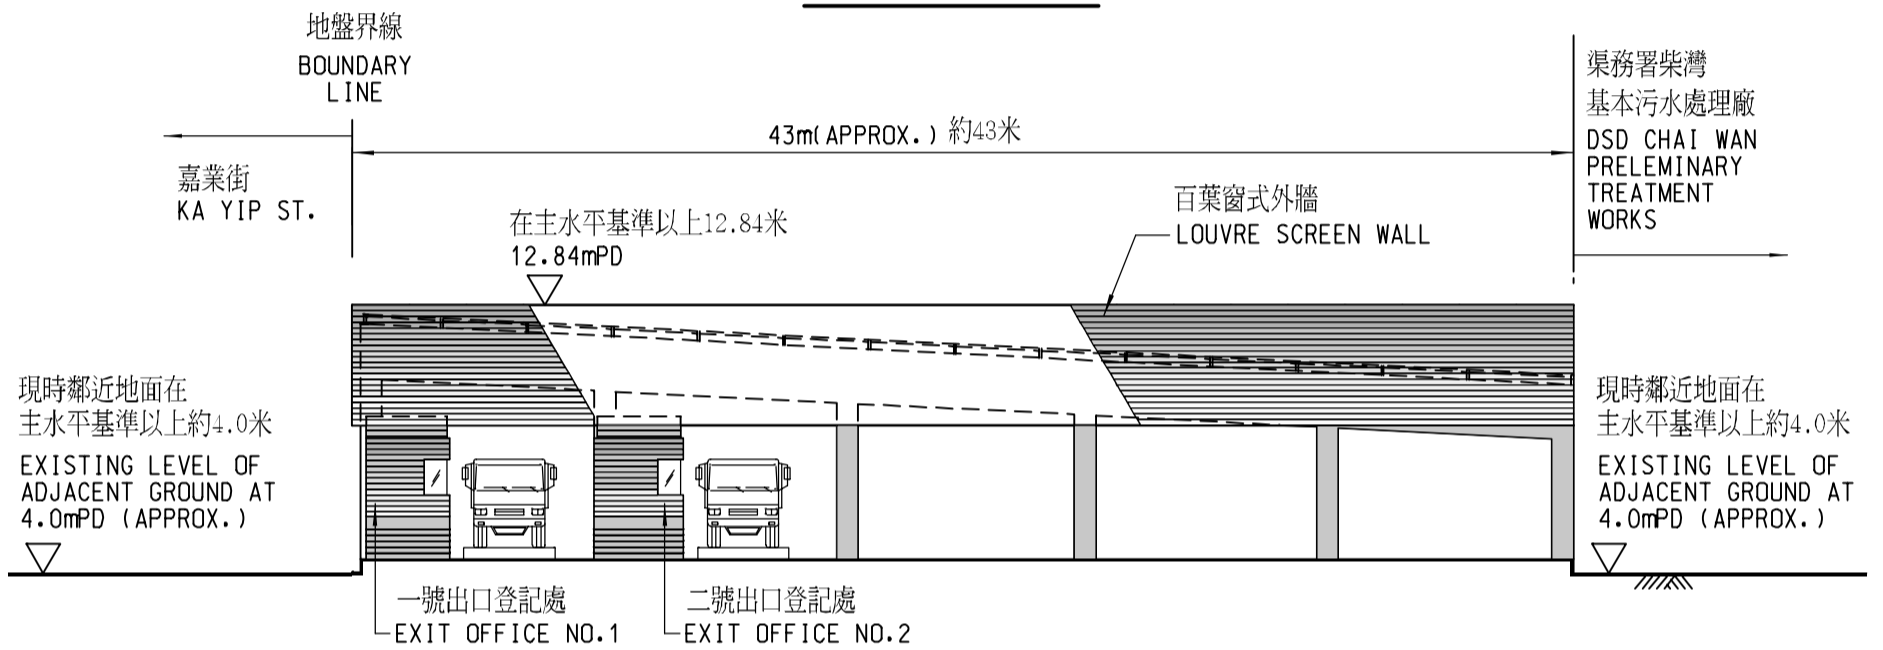 地盤界線
BOUNDARY
LINE
43m(APPROX.) 約43米
渠務署柴灣
基本污水處理廠
DSD CHAI WAN
PRELEMINARY
TREATMENT
WORKS
嘉業街
KA YIP ST.
在主水平基準以上12.84米
12.84mPD
百葉窗式外牆
LOUVRE SCREEN WALL
現時鄰近地面在
主水平基準以上約4.0米
EXISTING LEVEL OF
ADJACENT GROUND AT
4.0mPD (APPROX.)
現時鄰近地面在
主水平基準以上約4.0米
EXISTING LEVEL OF
ADJACENT GROUND AT
4.0mPD (APPROX.)
一號出口登記處
EXIT OFFICE NO.1
二號出口登記處
EXIT OFFICE NO.2